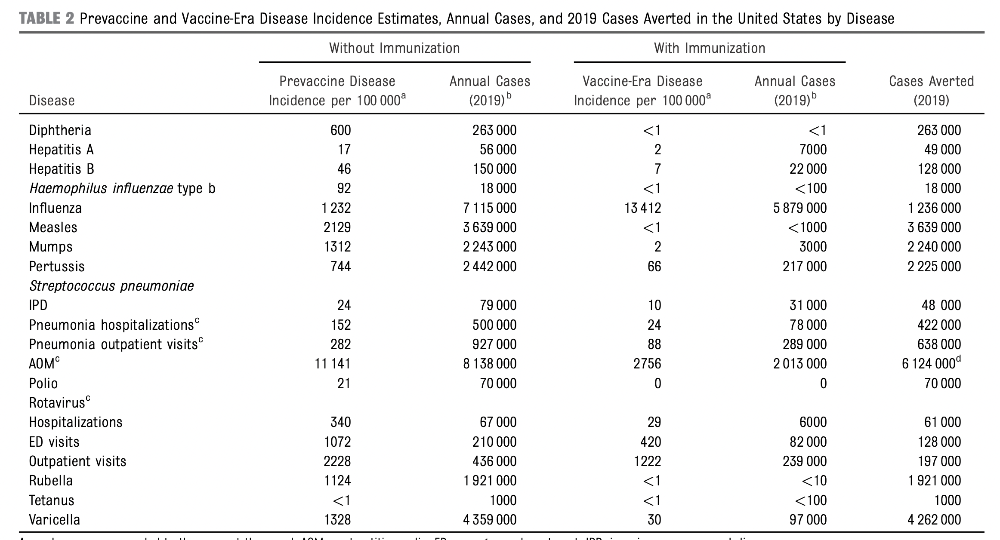 TABLE 2 Prevaccine and Vaccine-Era Disease Incidence Estimates, Annual Cases, and 2019 Cases Averted in the United States by Disease
Without Immunization With Immunization
Prevaccine Disease Annual Cases Vaccine-Era Disease Annual Cases Cases Averted
Disease Incidence per 100 000a (2019)b Incidence per 100 000a (2019)b (2019)
Diphtheria 600 263 000 <1 <1 263 000
Hepatitis A 17 56 000 2 7000 49 000
Hepatitis B 46 150 000 7 22 000 128 000
Haemophilus influenzae type b 92 18 000 <1 <100 18 000
Influenza 1 232 7 115 000 13 412 5 879 000 1 236 000
Measles 2129 3 639 000 <1 <1000 3 639 000
Mumps 1312 2 243 000 2 3000 2 240 000
Pertussis 744 2 442 000 66 217 000 2 225 000
Streptococcus pneumoniae
IPD 24 79 000 10 31 000 48 000
Pneumonia hospitalizationsc 152 500 000 24 78 000 422 000
Pneumonia outpatient visitsc 282 927 000 88 289 000 638 000
AOMc 11 141 8 138 000 2756 2 013 000 6 124 000d
Polio 21 70 000 0 0 70 000
Rotavirusc
Hospitalizations 340 67 000 29 6000 61 000
ED visits 1072 210 000 420 82 000 128 000
Outpatient visits 2228 436 000 1222 239 000 197 000
Rubella 1124 1 921 000 <1 <10 1 921 000
Tetanus <1 1000 <1 <100 1000
Varicella 1328 4 359 000 30 97 000 4 262 000